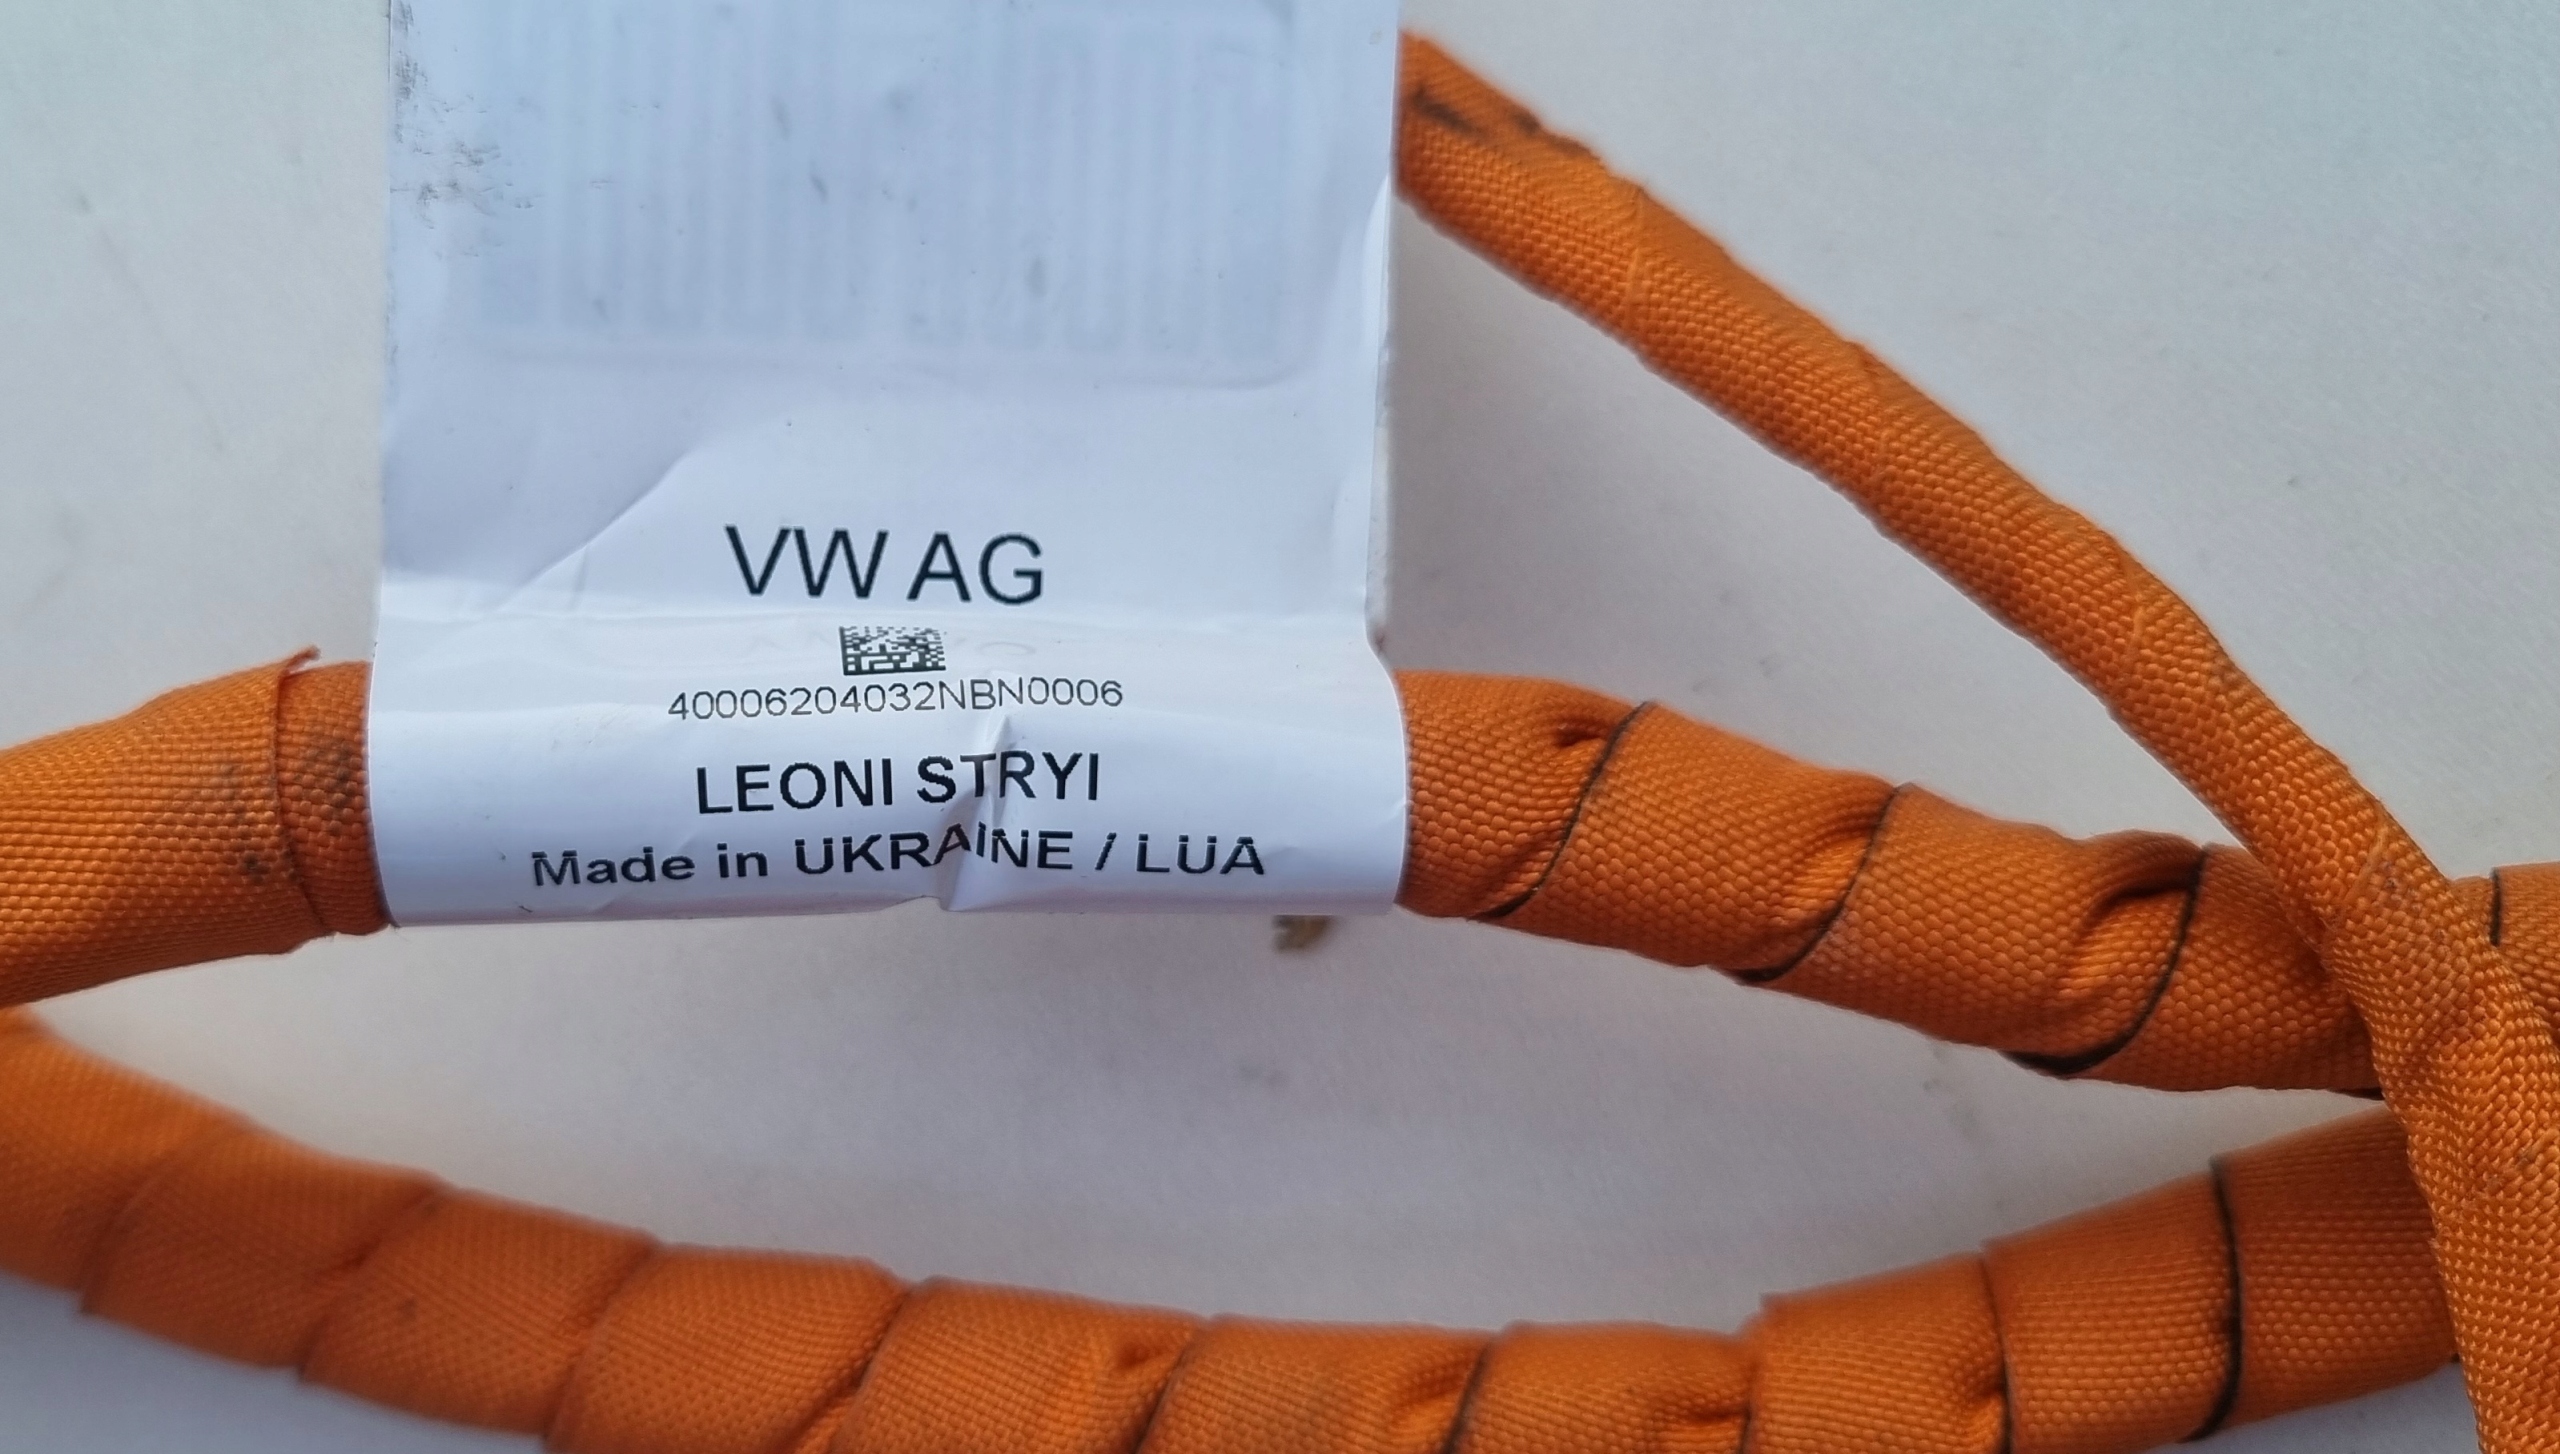 VW AG
40006204032NBN0006
LEONI STRYI
Made in UKRAINE / LUA